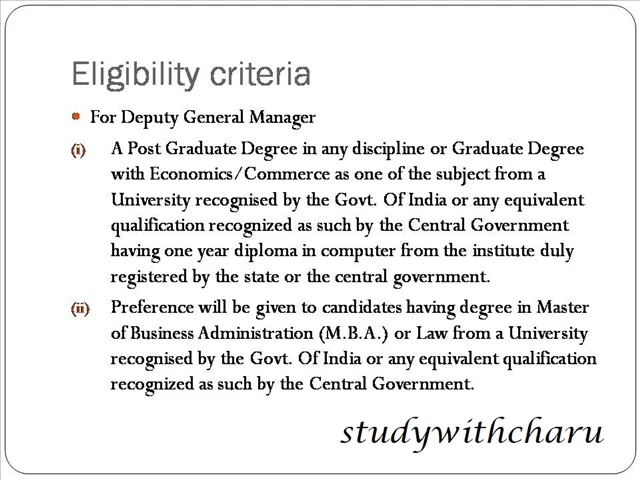 Eligibility criteria
• For Deputy General Manager
(i) A Post Graduate Degree in any discipline or Graduate Degree
with Economics/Commerce as one of the subject from a
University recognised by the Govt. Of India or any equivalent
qualification recognized as such by the Central Government
having one year diploma in computer from the institute duly
registered by the state or the central government.
(ii) Preference will be given to candidates having degree in Master
of Business Administration (M.B.A.) or Law from a University
recognised by the Govt. Of India or any equivalent qualification
recognized as such by the Central Government.
studywithcharu